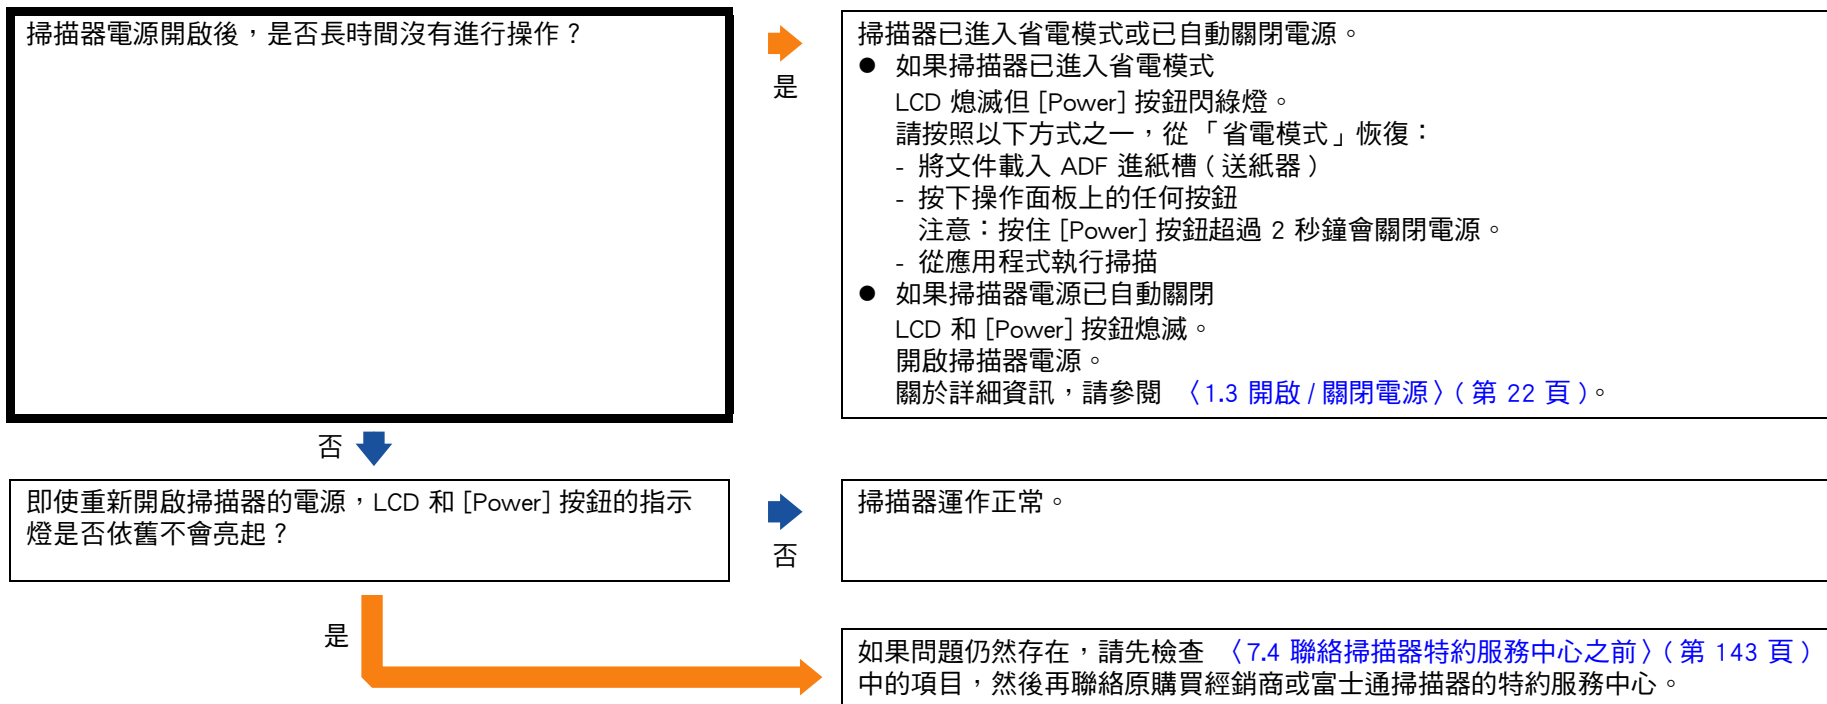 掃描器電源開啟後，是否長時間沒有進行操作？
是
掃描器已進入省電模式或已自動關閉電源。
● 如果掃描器已進入省電模式
LCD 熄滅但 [Power] 按鈕閃綠燈。
請按照以下方式之一，從「省電模式」恢復：
- 將文件載入 ADF 進紙槽 ( 送紙器 )
- 按下操作面板上的任何按鈕
注意：按住 [Power] 按鈕超過 2 秒鐘會關閉電源。
- 從應用程式執行掃描
● 如果掃描器電源已自動關閉
LCD 和 [Power] 按鈕熄滅。
開啟掃描器電源。
關於詳細資訊，請參閱 〈1.3 開啟 / 關閉電源〉( 第 22 頁 )。
否
即使重新開啟掃描器的電源，LCD 和 [Power] 按鈕的指示
燈是否依舊不會亮起？
否
掃描器運作正常。
是
如果問題仍然存在，請先檢查 〈7.4 聯絡掃描器特約服務中心之前〉( 第 143 頁 )
中的項目，然後再聯絡原購買經銷商或富士通掃描器的特約服務中心。